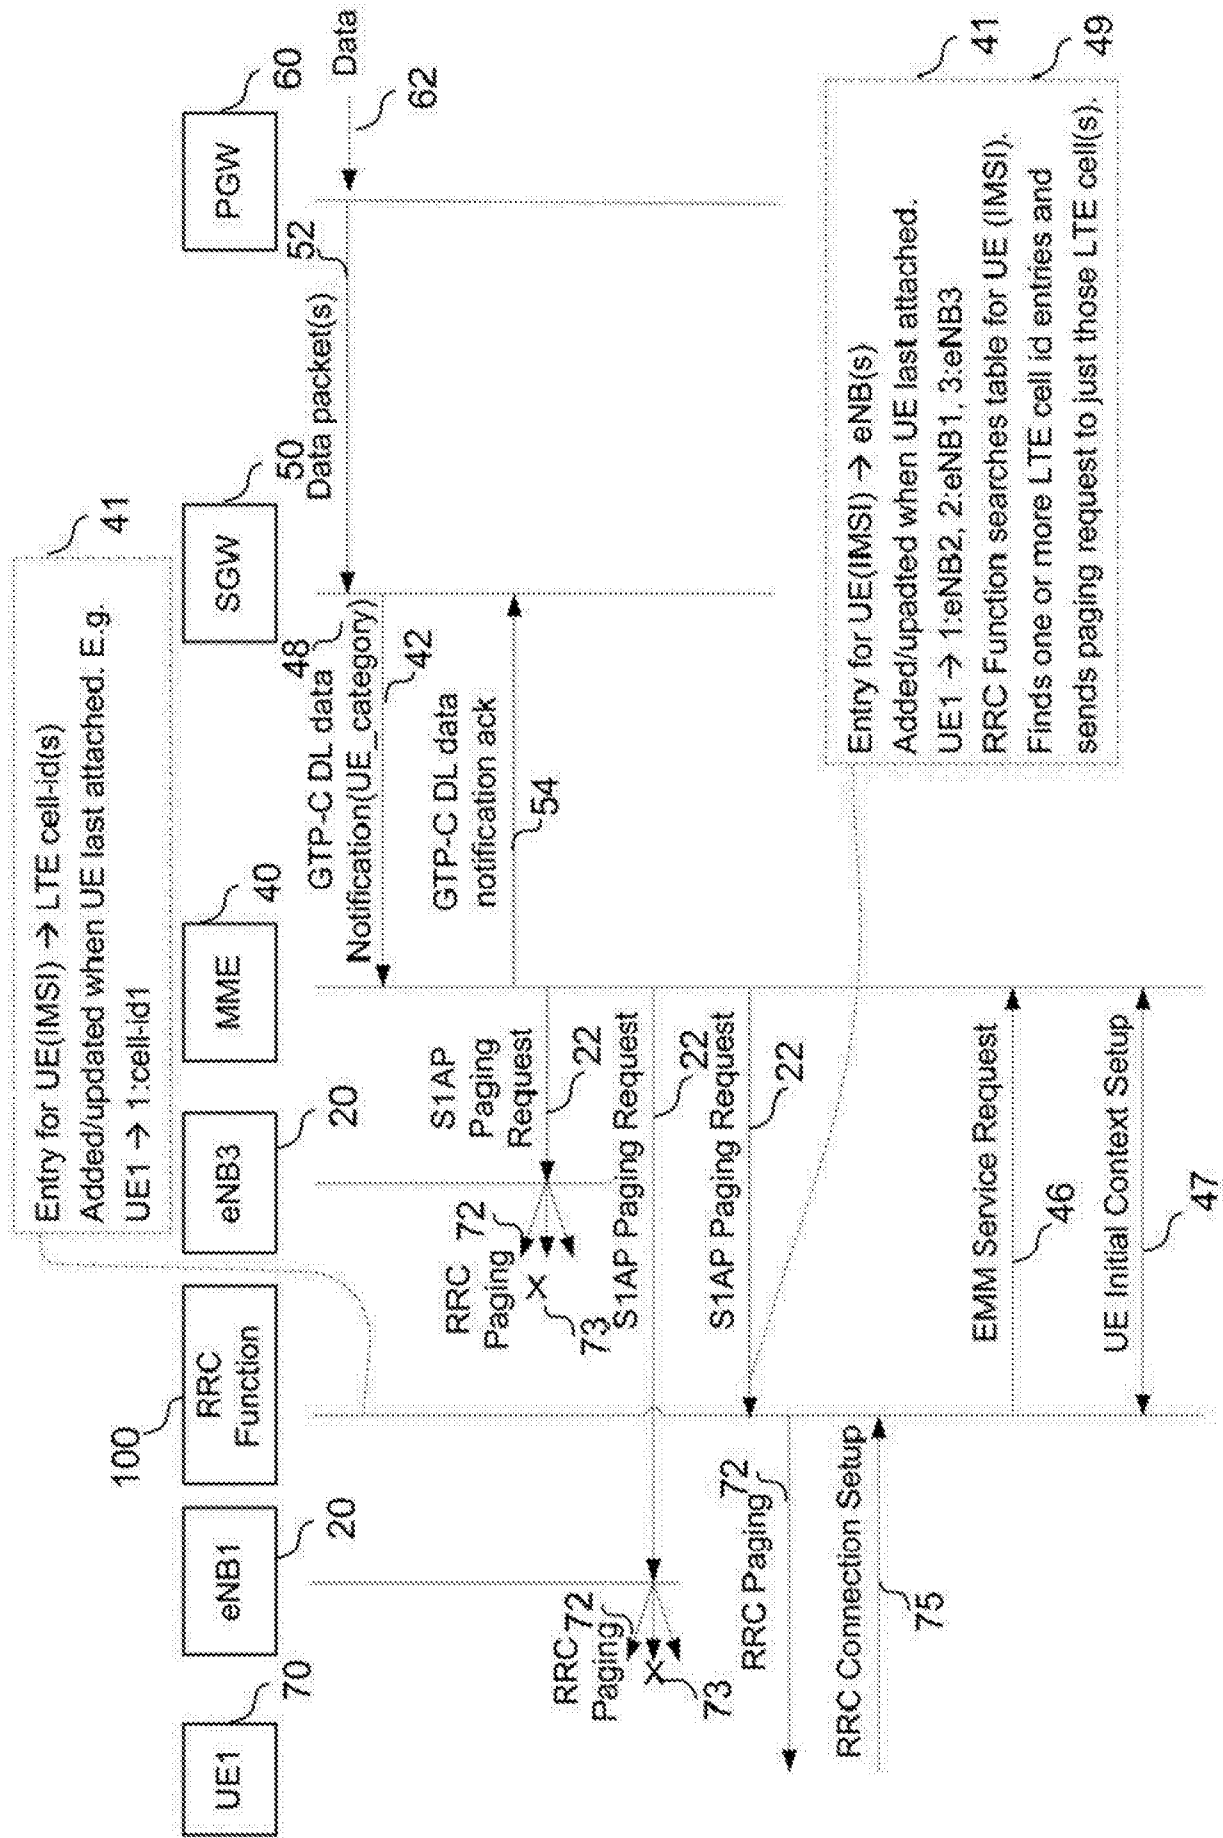 Entry for UE(IMSI) → LTE cell-id(s)
Added/updated when UE last attached. E.g.
UE1 → 1:cell-id1
41
UE1
70
eNB1
20
RRC
Function
100
eNB3
20
MME
40
SGW
50
PGW
60
Data
62
Data packet(s)
52
GTP-C DL data
48
Notification(UE_category)
42
GTP-C DL data
notification ack
54
S1AP
Paging
Request
22
RRC
Paging
72
X
73
S1AP Paging Request
22
RRC
Paging
72
X
73
S1AP Paging Request
22
RRC Paging
72
RRC Connection Setup
75
EMM Service Request
46
UE Initial Context Setup
47
Entry for UE(IMSI) → eNB(s)
Added/upadted when UE last attached.
UE1 → 1:eNB2, 2:eNB1, 3:eNB3
RRC Function searches table for UE (IMSI).
Finds one or more LTE cell id entries and
sends paging request to just those LTE cell(s).
41
49